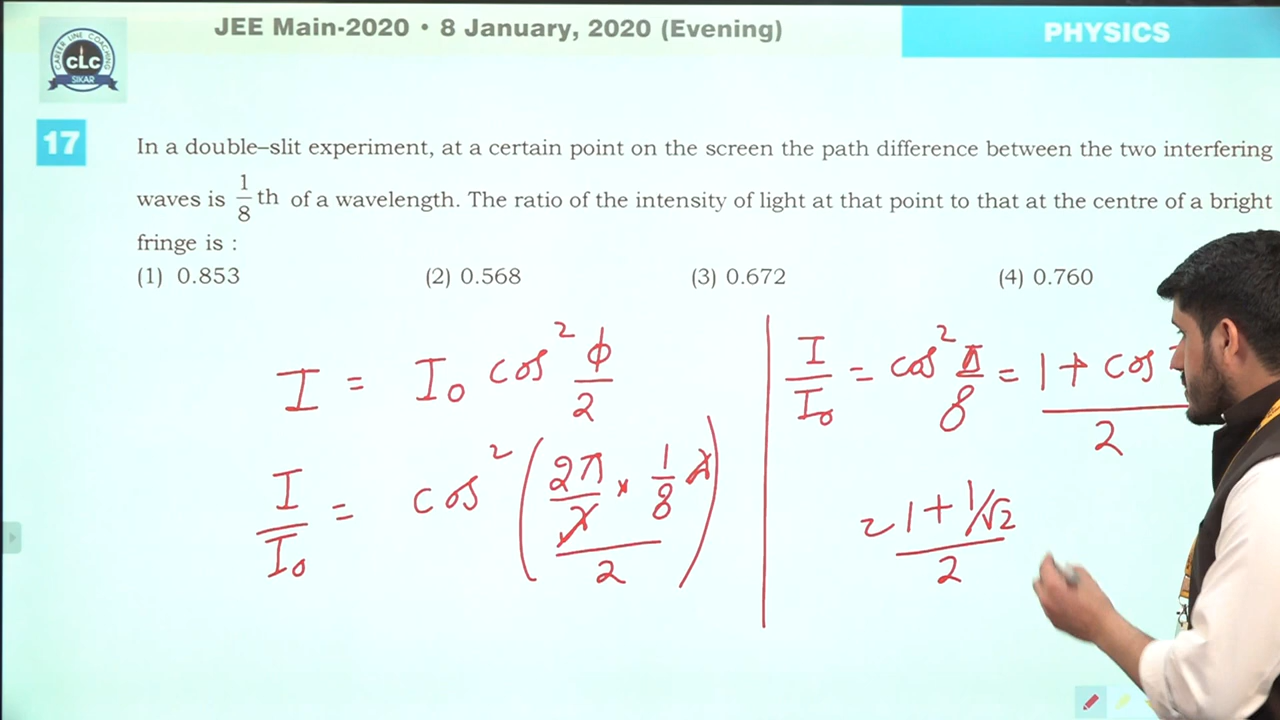 JEE Main-2020 • 8 January, 2020 (Evening)
PHYSICS
CAREER LINE COACHING
CLC
SIKAR
17
In a double–slit experiment, at a certain point on the screen the path difference between the two interfering
waves is 1/8 th of a wavelength. The ratio of the intensity of light at that point to that at the centre of a bright
fringe is :
(1) 0.853 (2) 0.568 (3) 0.672 (4) 0.760
I = I₀ cos² ϕ/2
I/I₀ = cos² ((2π/λ × 1/8 λ)/2)
I/I₀ = cos² π/8 = (1 + cos)/2
= (1 + 1/√2)/2